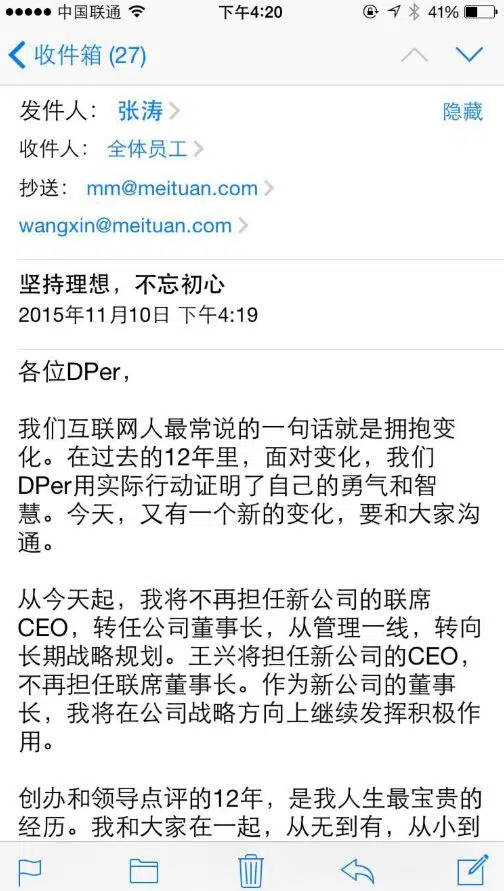 中国联通 下午4:20 41%
收件箱 (27)
发件人： 张涛 隐藏
收件人： 全体员工
抄送： mm@meituan.com
wangxin@meituan.com
坚持理想，不忘初心
2015年11月10日 下午4:19
各位DPer，
我们互联网人最常说的一句话就是拥抱变
化。在过去的12年里，面对变化，我们
DPer用实际行动证明了自己的勇气和智
慧。今天，又有一个新的变化，要和大家沟
通。
从今天起，我将不再担任新公司的联席
CEO，转任公司董事长，从管理一线，转向
长期战略规划。王兴将担任新公司的CEO，
不再担任联席董事长。作为新公司的董事
长，我将在公司战略方向上继续发挥积极作
用。
创办和领导点评的12年，是我人生最宝贵的
经历。我和大家在一起，从无到有，从小到